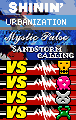 SHININ'
URBANIZATION
Mystic Pulse
SANDSTORM
CALLING
VS
VS
VS
VS